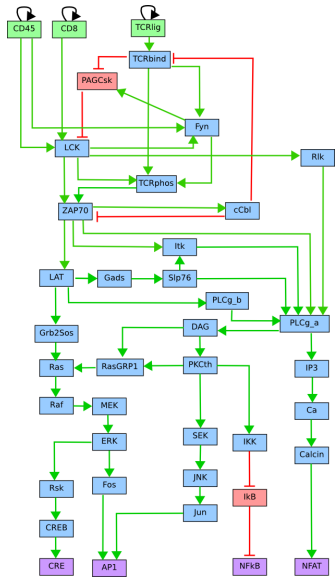 CD45
CD8
TCRlig
TCRbind
PAGCsk
Fyn
LCK
Rlk
TCRphos
ZAP70
cCbl
Itk
LAT
Gads
Slp76
PLCg_b
DAG
PLCg_a
Grb2Sos
Ras
RasGRP1
PKCth
IP3
Raf
MEK
Ca
ERK
SEK
IKK
Calcin
Rsk
Fos
JNK
IkB
CREB
Jun
CRE
AP1
NFkB
NFAT